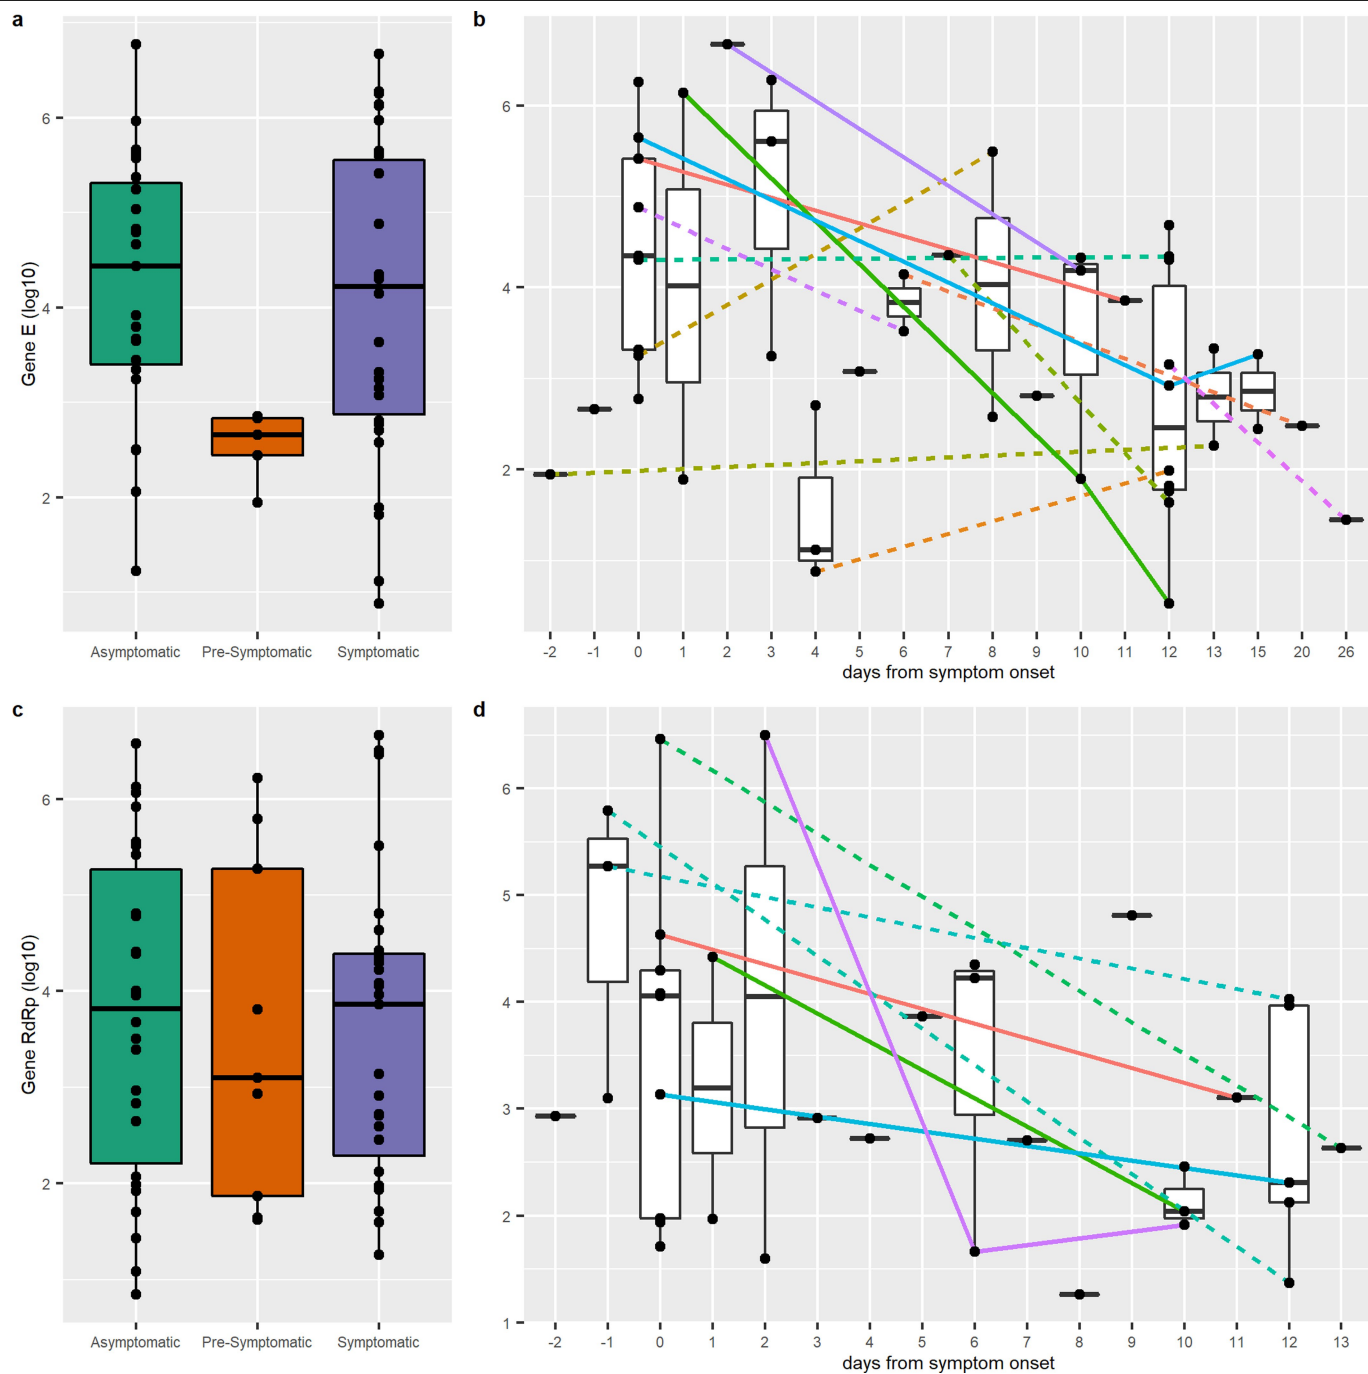 a
b
Gene E (log10)
6
4
2
Asymptomatic Pre-Symptomatic Symptomatic
6
4
2
-2 -1 0 1 2 3 4 5 6 7 8 9 10 11 12 13 15 20 26
days from symptom onset
c
d
Gene RdRp (log10)
6
4
2
Asymptomatic Pre-Symptomatic Symptomatic
6
5
4
3
2
1
-2 -1 0 1 2 3 4 5 6 7 8 9 10 11 12 13
days from symptom onset